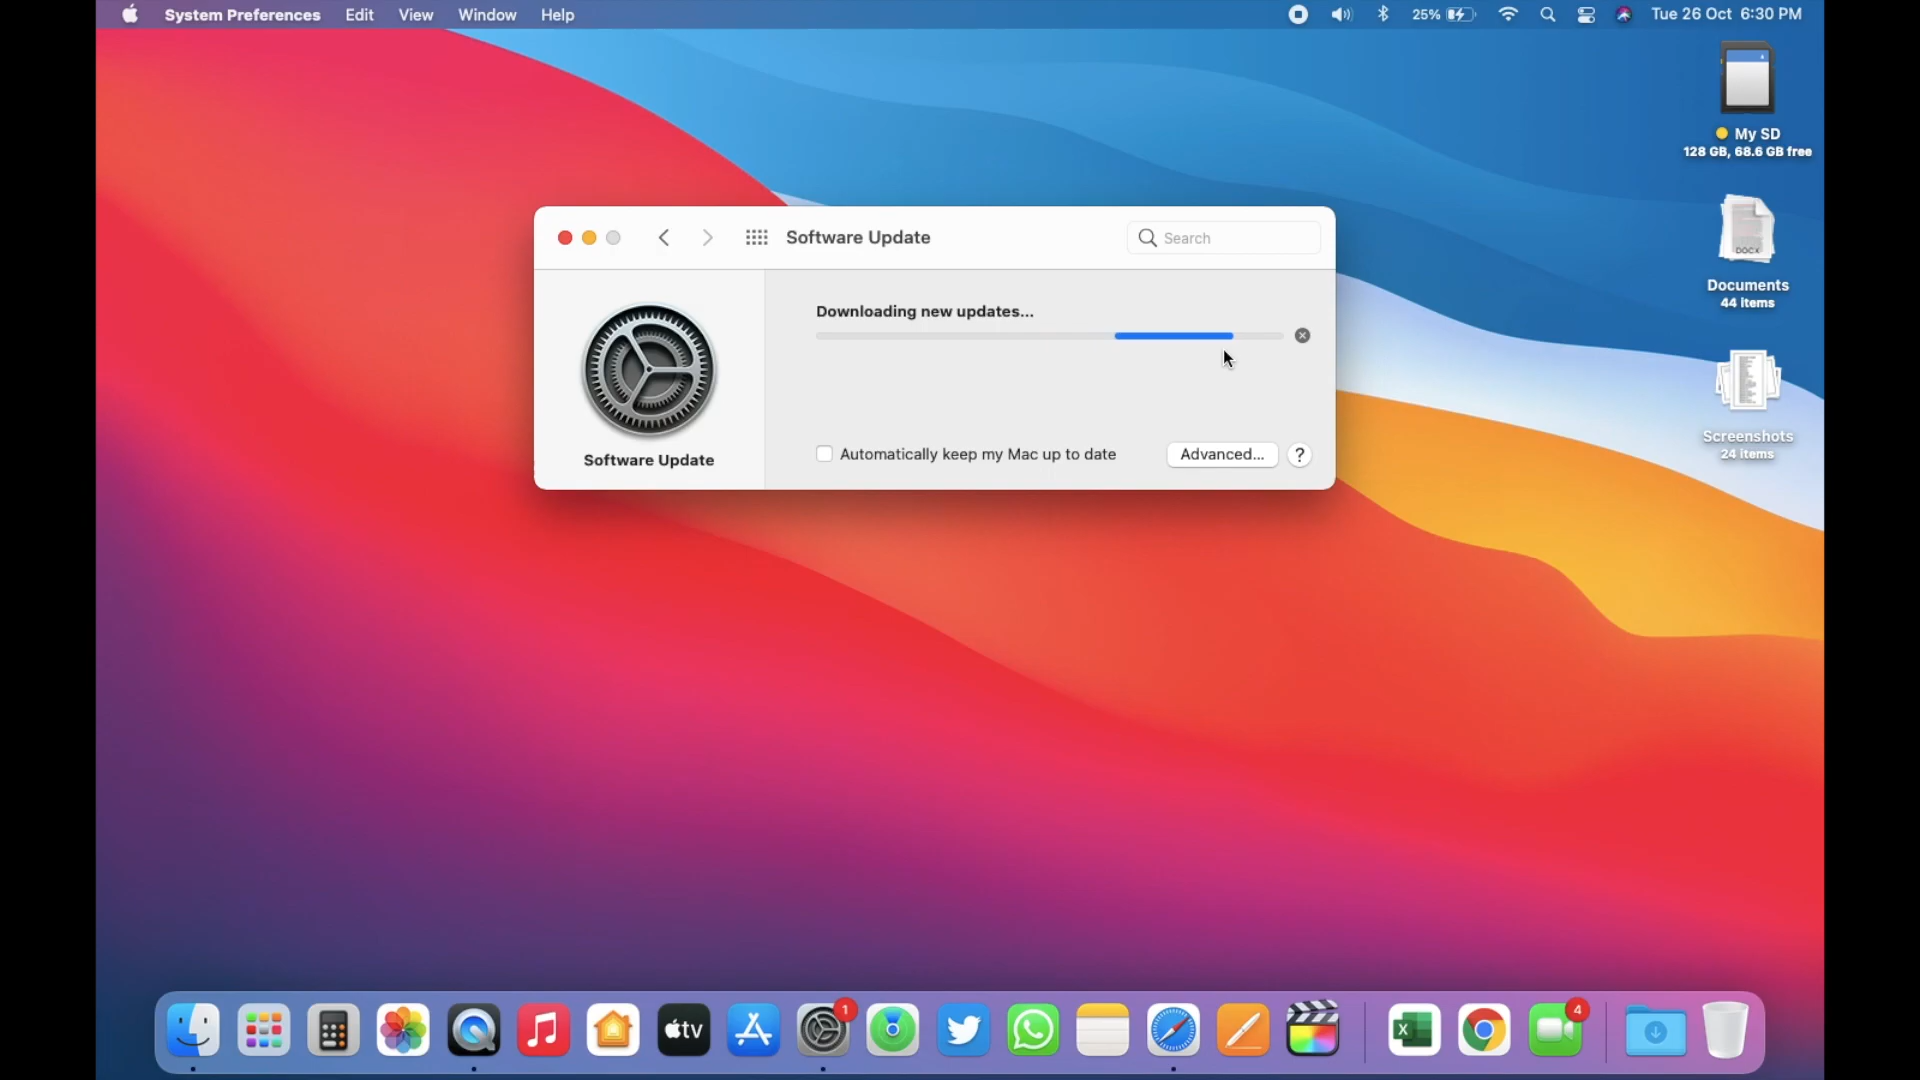 System Preferences Edit View Window Help 25% Tue 26 Oct 6:30 PM
My SD
128 GB, 68.6 GB free
Software Update Search
DOCX
Documents
44 items
Downloading new updates...
Screenshots
24 items
Software Update
Automatically keep my Mac up to date Advanced... ?
1
4
tv
X